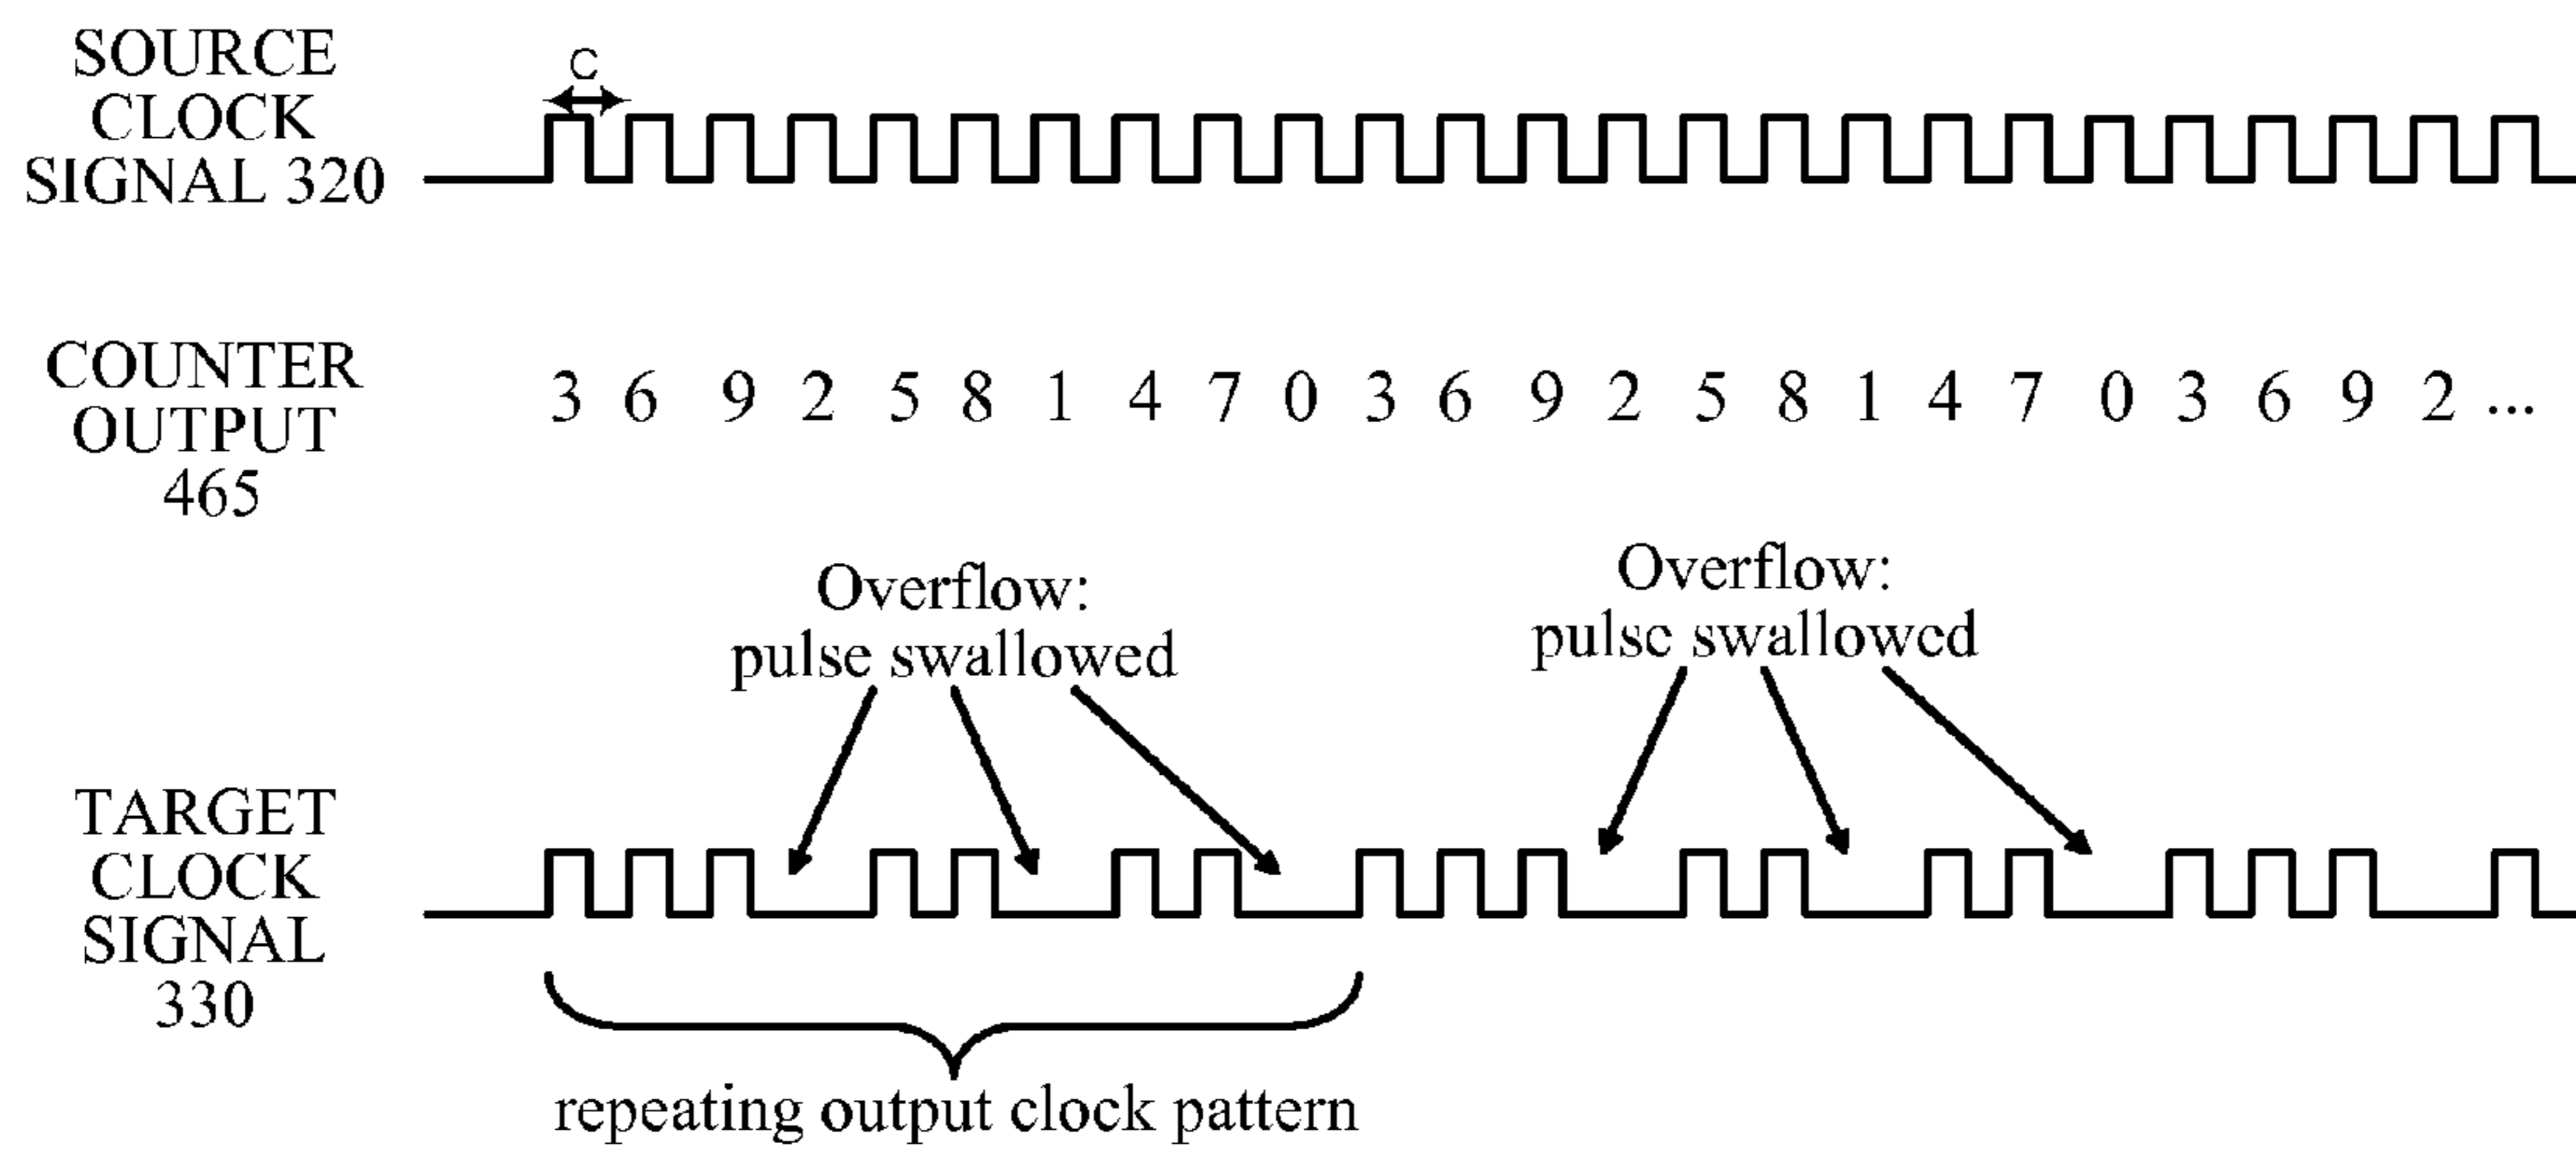 SOURCE
CLOCK
SIGNAL 320
C
COUNTER
OUTPUT
465
3 6 9 2 5 8 1 4 7 0 3 6 9 2 5 8 1 4 7 0 3 6 9 2 ...
Overflow:
pulse swallowed
Overflow:
pulse swallowed
TARGET
CLOCK
SIGNAL
330
repeating output clock pattern